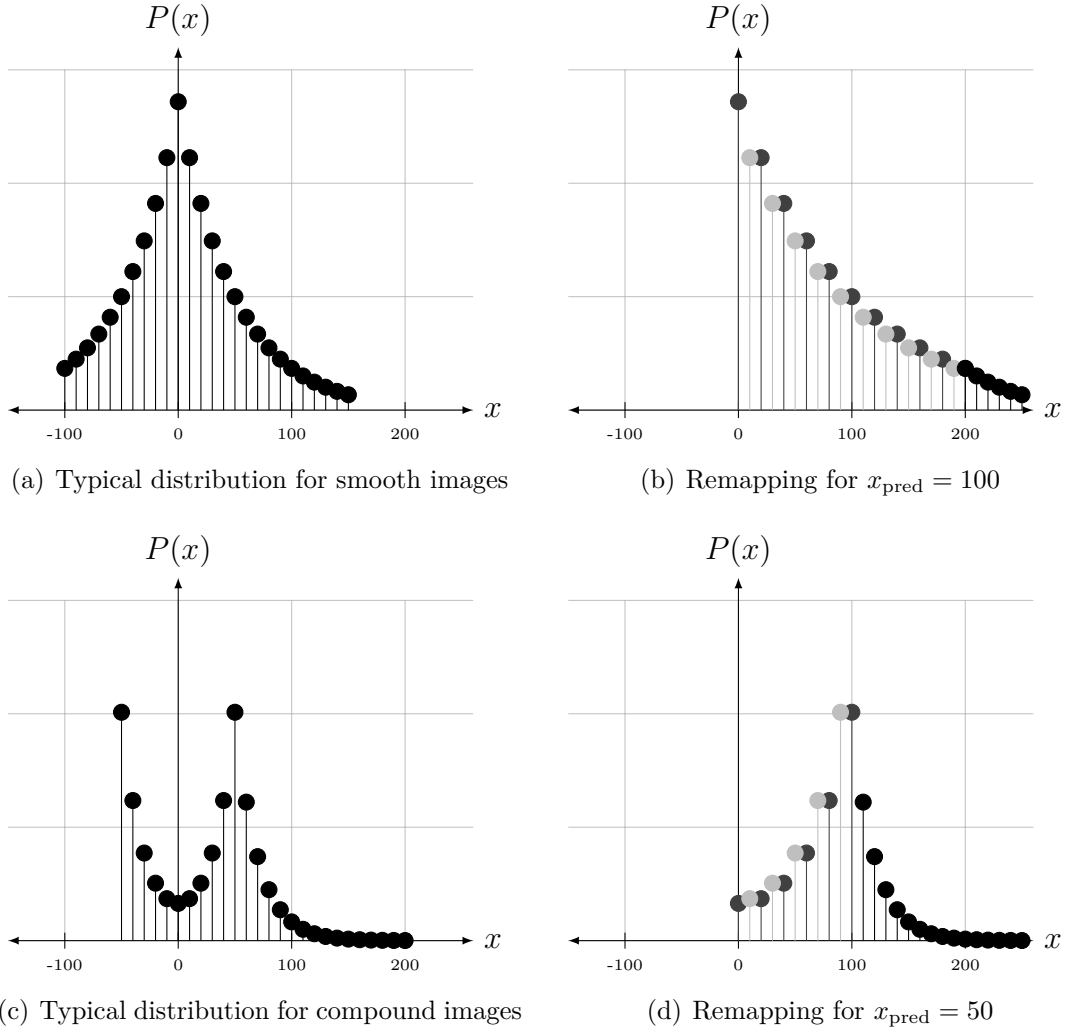 P(x)
x
-100 0 100 200
(a) Typical distribution for smooth images
P(x)
x
-100 0 100 200
(b) Remapping for x_pred = 100
P(x)
x
-100 0 100 200
c) Typical distribution for compound images
P(x)
x
-100 0 100 200
(d) Remapping for x_pred = 50